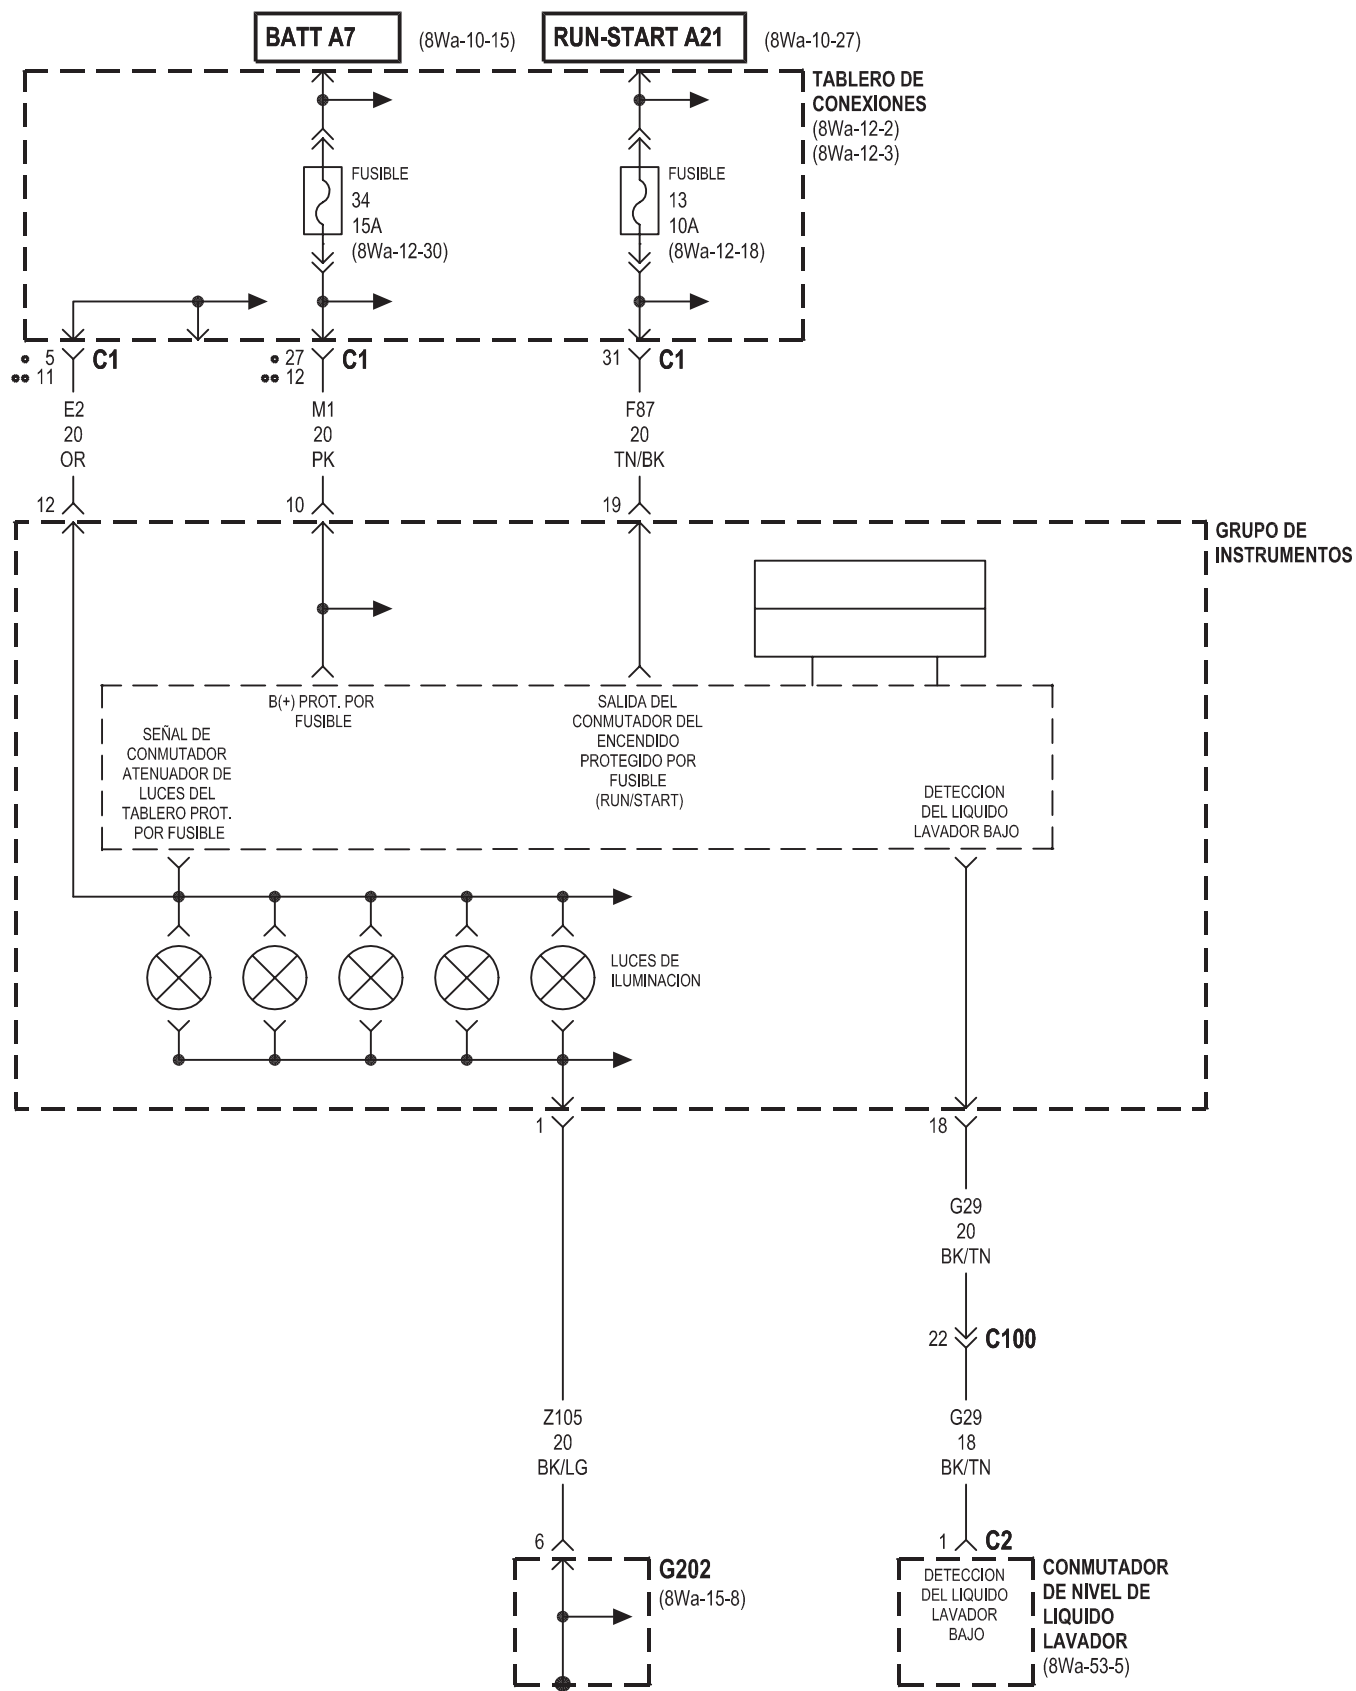 BATT A7 (8Wa-10-15) RUN-START A21 (8Wa-10-27)
TABLERO DE
CONEXIONES
(8Wa-12-2)
(8Wa-12-3)
FUSIBLE
34
15A
(8Wa-12-30)
FUSIBLE
13
10A
(8Wa-12-18)
5 C1
11
27 C1
12
31 C1
E2
20
OR
M1
20
PK
F87
20
TN/BK
12
10
19
GRUPO DE
INSTRUMENTOS
B(+) PROT. POR
FUSIBLE
SALIDA DEL
CONMUTADOR DEL
ENCENDIDO
PROTEGIDO POR
FUSIBLE
(RUN/START)
SEÑAL DE
CONMUTADOR
ATENUADOR DE
LUCES DEL
TABLERO PROT.
POR FUSIBLE
DETECCION
DEL LIQUIDO
LAVADOR BAJO
LUCES DE
ILUMINACION
1
18
G29
20
BK/TN
22 C100
Z105
20
BK/LG
G29
18
BK/TN
6
1 C2
G202
(8Wa-15-8)
DETECCION
DEL LIQUIDO
LAVADOR
BAJO
CONMUTADOR
DE NIVEL DE
LIQUIDO
LAVADOR
(8Wa-53-5)